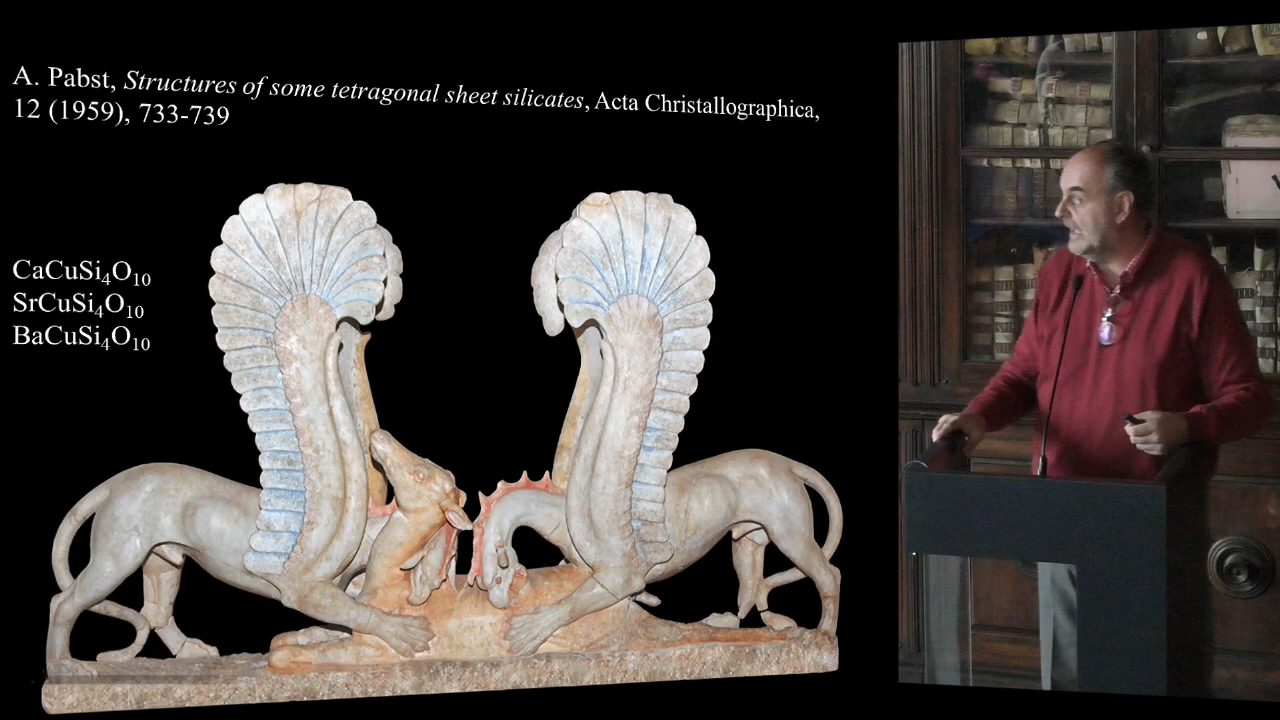 A. Pabst, Structures of some tetragonal sheet silicates, Acta Christallographica,
12 (1959), 733-739
CaCuSi₄O₁₀
SrCuSi₄O₁₀
BaCuSi₄O₁₀